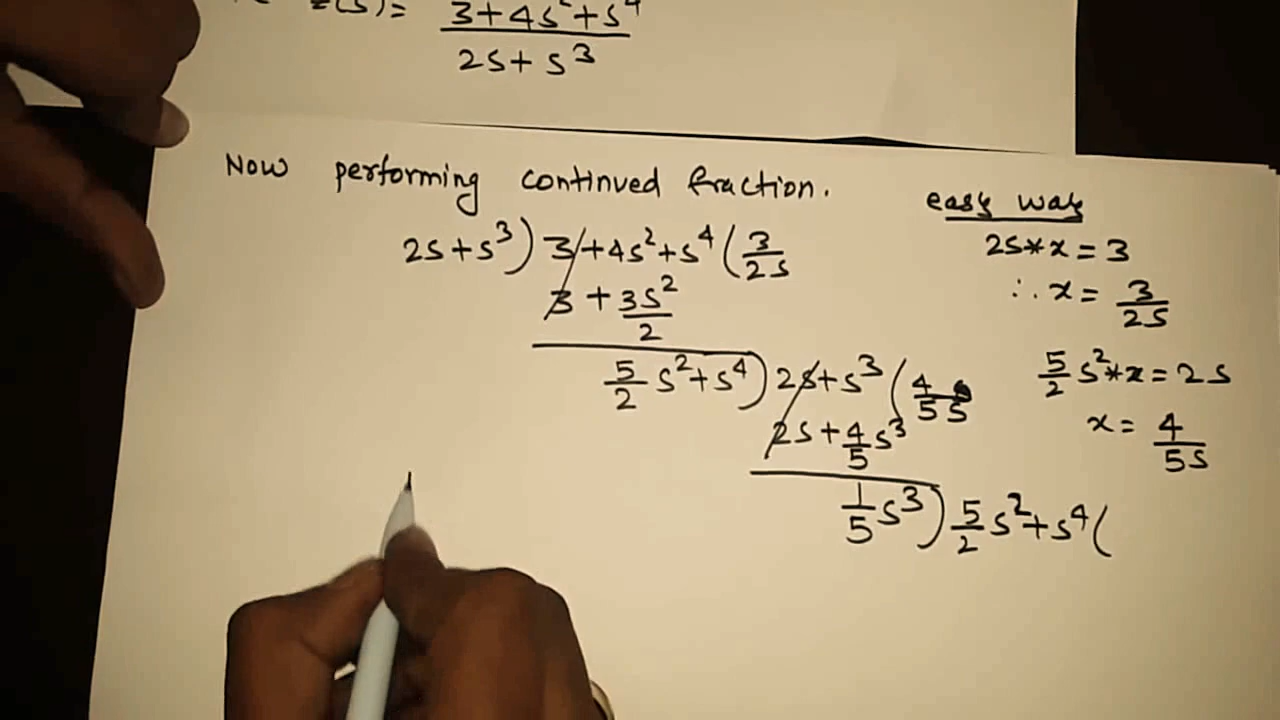 Z(s) = 3+4s²+s⁴
2s+s³
Now performing continued fraction.
easy way
2s+s³) 3+4s²+s⁴ (3/2s
2s*x = 3
3 + 3s²/2
∴ x = 3/2s
5/2 s²+s⁴) 2s+s³ (4/5s
5/2 s²*x = 2s
2s+4/5 s³
x = 4/5s
1/5 s³) 5/2 s²+s⁴ (